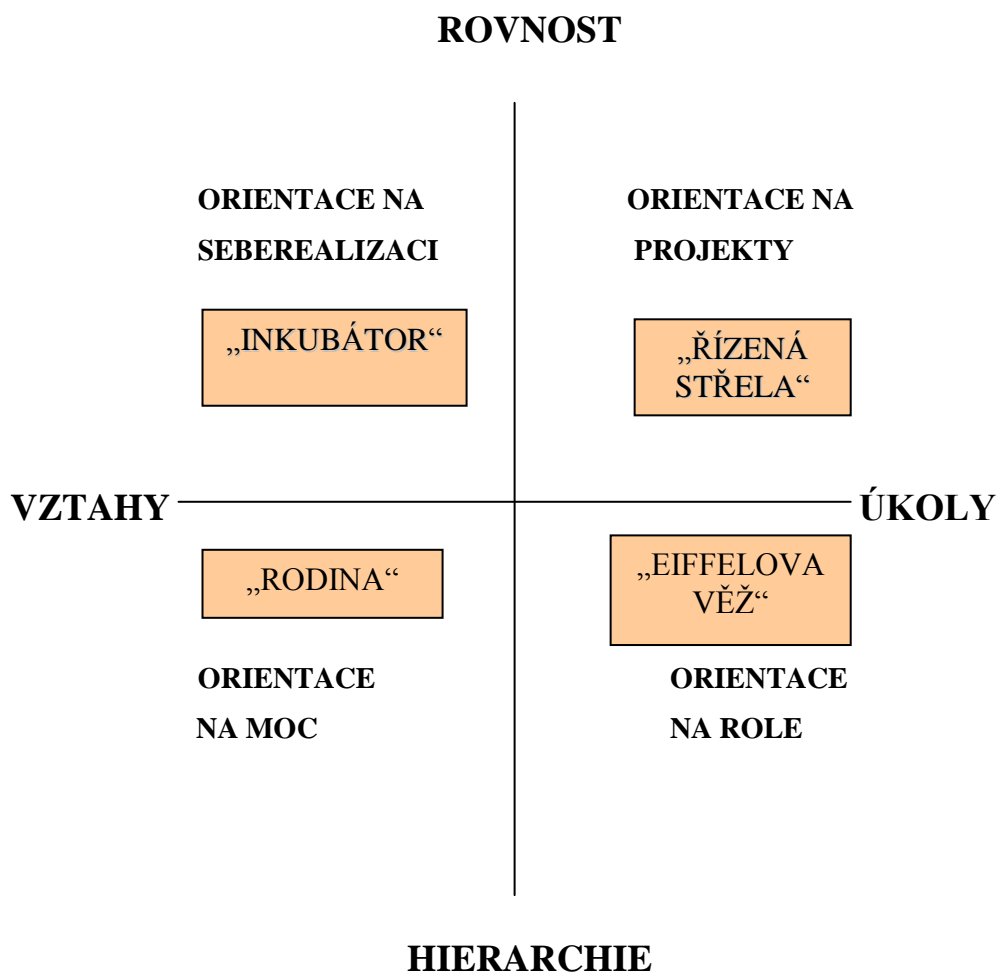 ROVNOST
ORIENTACE NA
SEBEREALIZACI
ORIENTACE NA
PROJEKTY
„INKUBÁTOR“
„ŘÍZENÁ
STŘELA“
VZTAHY
ÚKOLY
„RODINA“
„EIFFELOVA
VĚŽ“
ORIENTACE
NA MOC
ORIENTACE
NA ROLE
HIERARCHIE